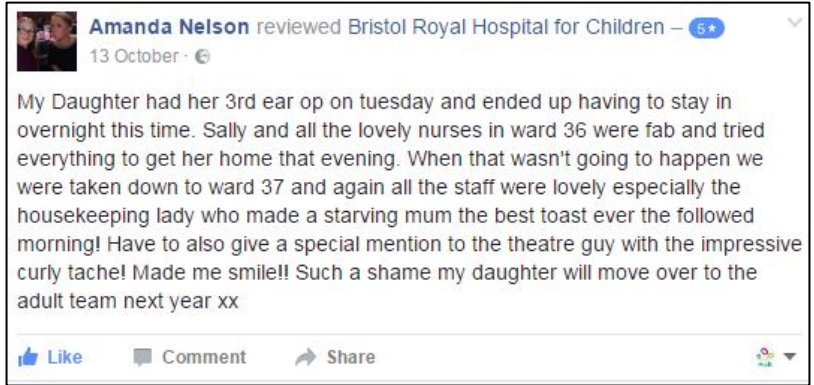 Amanda Nelson reviewed Bristol Royal Hospital for Children – 5★
13 October ·
My Daughter had her 3rd ear op on tuesday and ended up having to stay in
overnight this time. Sally and all the lovely nurses in ward 36 were fab and tried
everything to get her home that evening. When that wasn't going to happen we
were taken down to ward 37 and again all the staff were lovely especially the
housekeeping lady who made a starving mum the best toast ever the followed
morning! Have to also give a special mention to the theatre guy with the impressive
curly tache! Made me smile!! Such a shame my daughter will move over to the
adult team next year xx
Like Comment Share